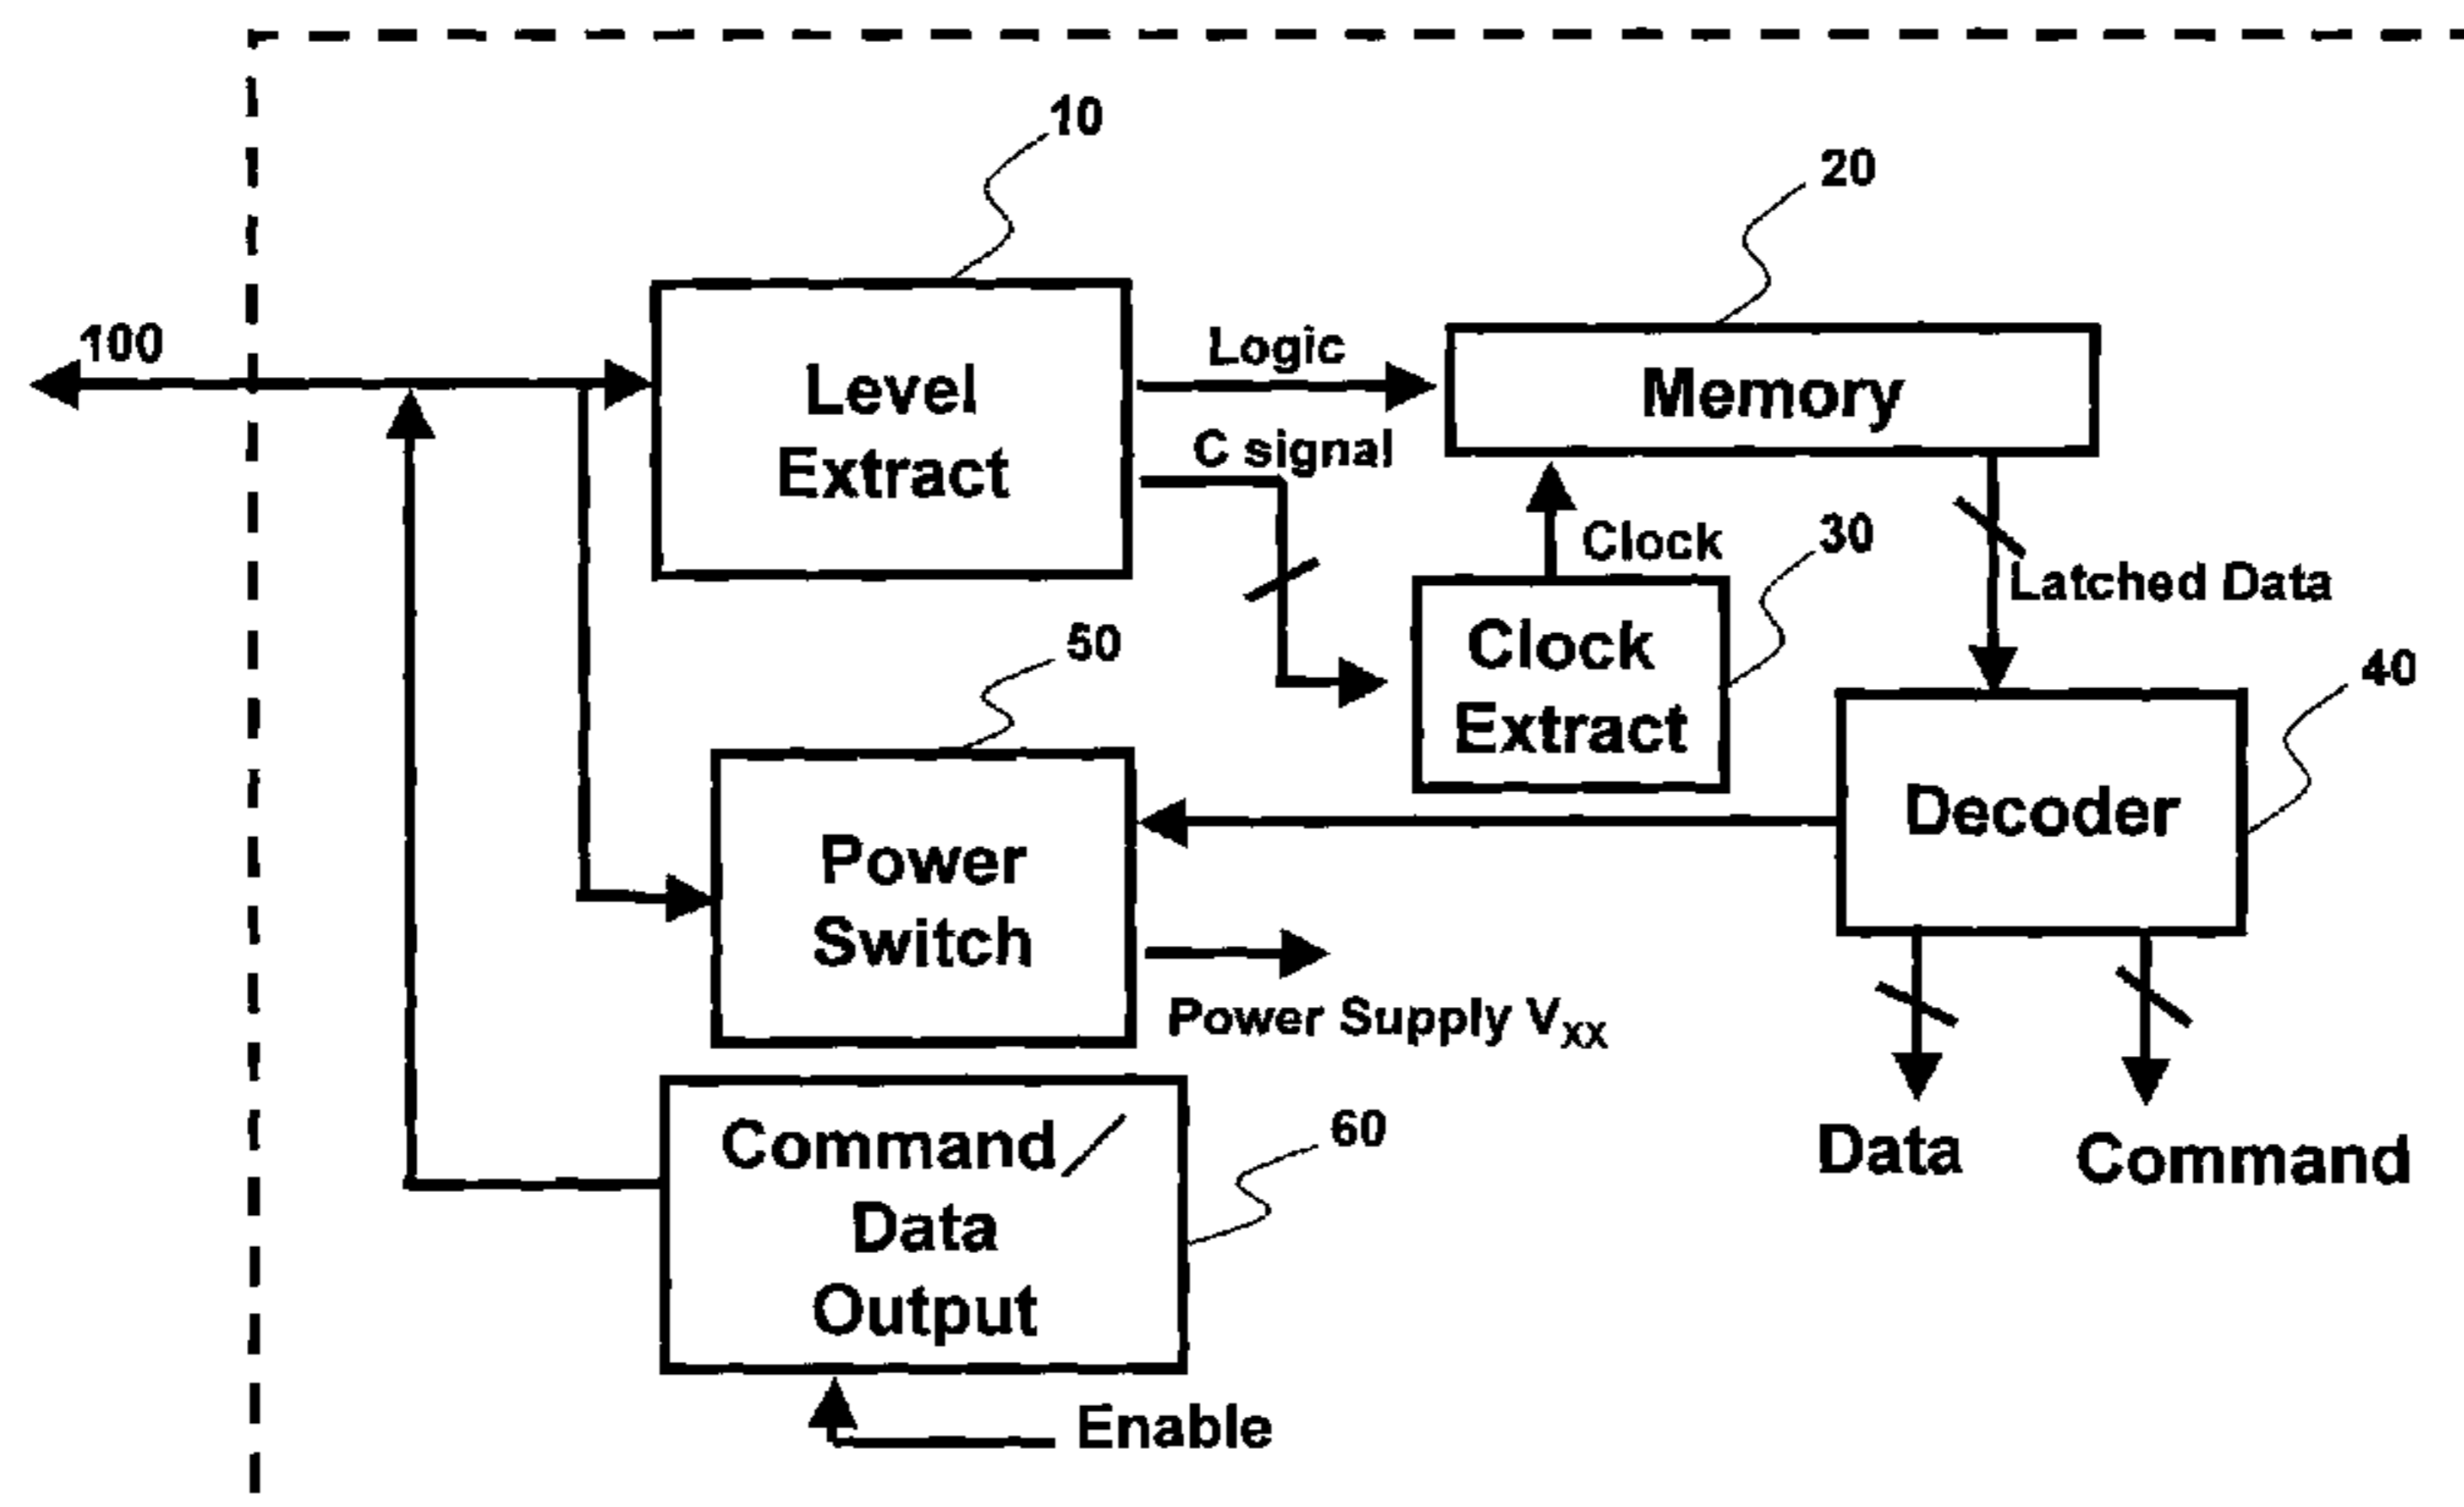 10
20
100
Level
Extract
Logic
C signal
Memory
Clock
30
Latched Data
Clock
Extract
50
40
Decoder
Power
Switch
Power Supply VXX
Data
Command
Command /
Data
Output
60
Enable